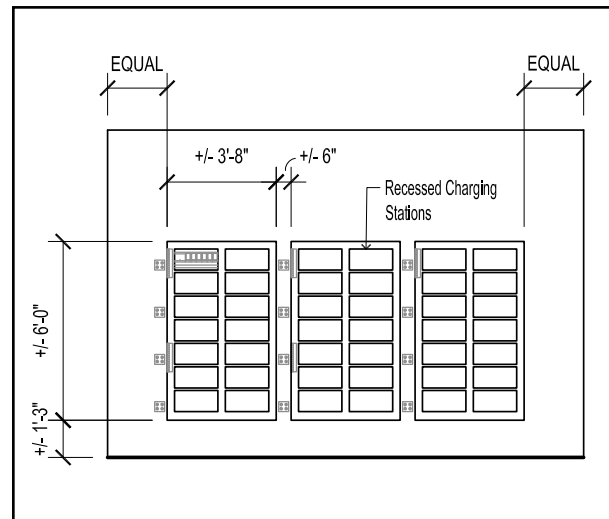 EQUAL
EQUAL
+/- 3'-8"
+/- 6"
Recessed Charging
Stations
+/- 6'-0"
+/- 1'-3"